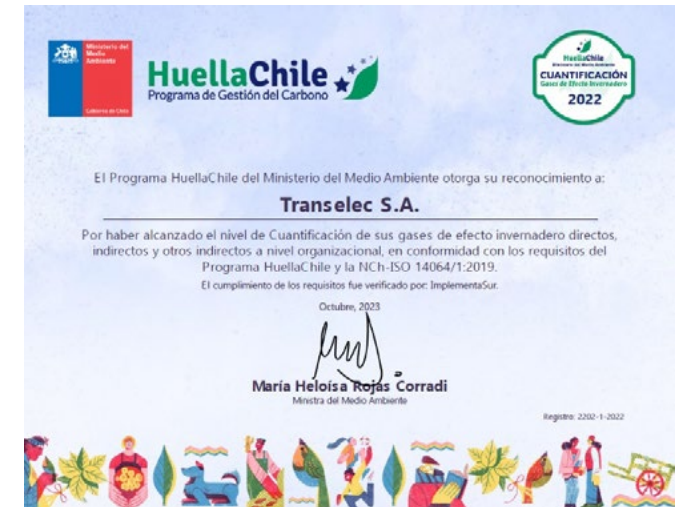 Ministerio del
Medio
Ambiente
Gobierno de Chile
HuellaChile
Programa de Gestión del Carbono
HuellaChile
Ministerio del Medio Ambiente
CUANTIFICACIÓN
Gases de Efecto Invernadero
2022
El Programa HuellaChile del Ministerio del Medio Ambiente otorga su reconocimiento a:
Transelec S.A.
Por haber alcanzado el nivel de Cuantificación de sus gases de efecto invernadero directos,
indirectos y otros indirectos a nivel organizacional, en conformidad con los requisitos del
Programa HuellaChile y la NCh-ISO 14064/1:2019.
El cumplimiento de los requisitos fue verificado por: ImplementaSur.
Octubre, 2023
María Heloísa Rojas Corradi
Ministra del Medio Ambiente
Registro: 2202-1-2022